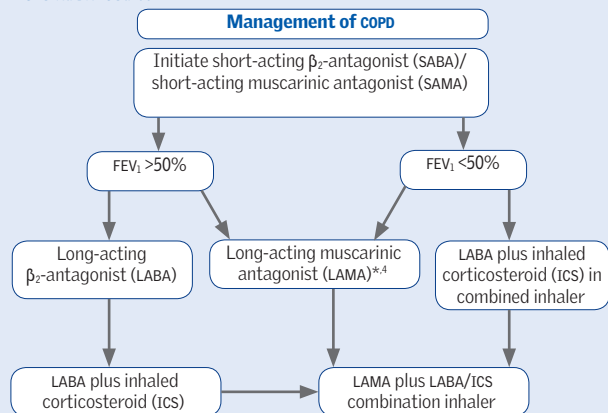 Management of COPD
Initiate short-acting β₂-antagonist (SABA)/
short-acting muscarinic antagonist (SAMA)
FEV₁ >50%
FEV₁ <50%
Long-acting
β₂-antagonist (LABA)
Long-acting muscarinic
antagonist (LAMA)*,4
LABA plus inhaled
corticosteroid (ICS) in
combined inhaler
LABA plus inhaled
corticosteroid (ICS)
LAMA plus LABA/ICS
combination inhaler